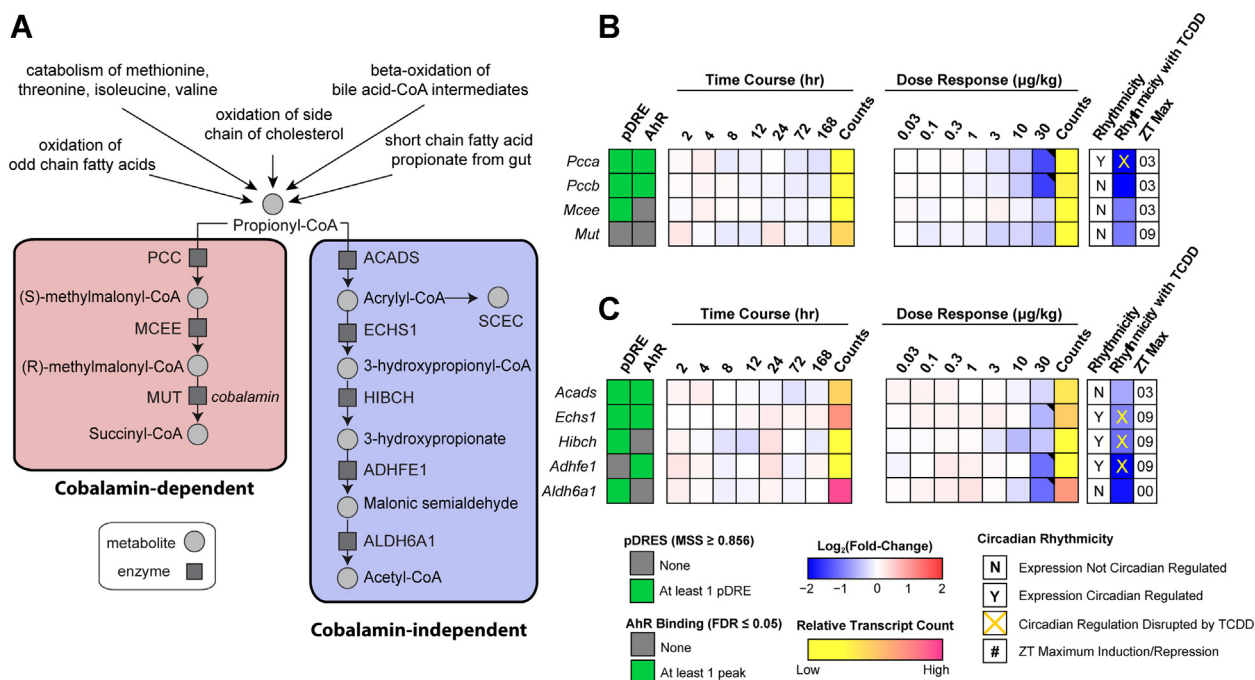 A
catabolism of methionine,
threonine, isoleucine, valine
beta-oxidation of
bile acid-CoA intermediates
oxidation of side
chain of cholesterol
oxidation of
odd chain fatty acids
short chain fatty acid
propionate from gut
Propionyl-CoA
PCC
(S)-methylmalonyl-CoA
MCEE
(R)-methylmalonyl-CoA
MUT
cobalamin
Succinyl-CoA
Cobalamin-dependent
metabolite
enzyme
ACADS
Acrylyl-CoA
SCEC
ECHS1
3-hydroxypropionyl-CoA
HIBCH
3-hydroxypropionate
ADHFE1
Malonic semialdehyde
ALDH6A1
Acetyl-CoA
Cobalamin-independent
B
Time Course (hr)
Dose Response (µg/kg)
pDRE AhR 2 4 8 12 24 72 168 Counts 0.03 0.1 0.3 1 3 10 30 Counts Rhythmicity Rhythmicity with TCDD ZT Max
Pcca Y X 03
Pccb N 03
Mcee N 03
Mut N 09
C
Time Course (hr)
Dose Response (µg/kg)
pDRE AhR 2 4 8 12 24 72 168 Counts 0.03 0.1 0.3 1 3 10 30 Counts Rhythmicity Rhythmicity with TCDD ZT Max
Acads N 03
Echs1 Y X 09
Hibch Y X 09
Adhfe1 Y X 09
Aldh6a1 N 00
pDRES (MSS ≥ 0.856)
None
At least 1 pDRE
AhR Binding (FDR ≤ 0.05)
None
At least 1 peak
Log2(Fold-Change)
−2 −1 0 1 2
Relative Transcript Count
Low High
Circadian Rhythmicity
N Expression Not Circadian Regulated
Y Expression Circadian Regulated
X Circadian Regulation Disrupted by TCDD
# ZT Maximum Induction/Repression